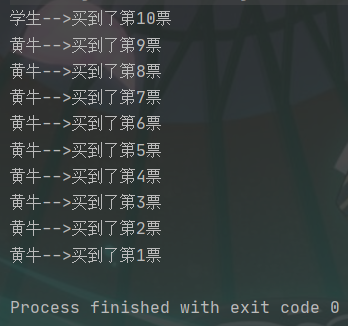 学生-->买到了第10票
黄牛-->买到了第9票
黄牛-->买到了第8票
黄牛-->买到了第7票
黄牛-->买到了第6票
黄牛-->买到了第5票
黄牛-->买到了第4票
黄牛-->买到了第3票
黄牛-->买到了第2票
黄牛-->买到了第1票
Process finished with exit code 0